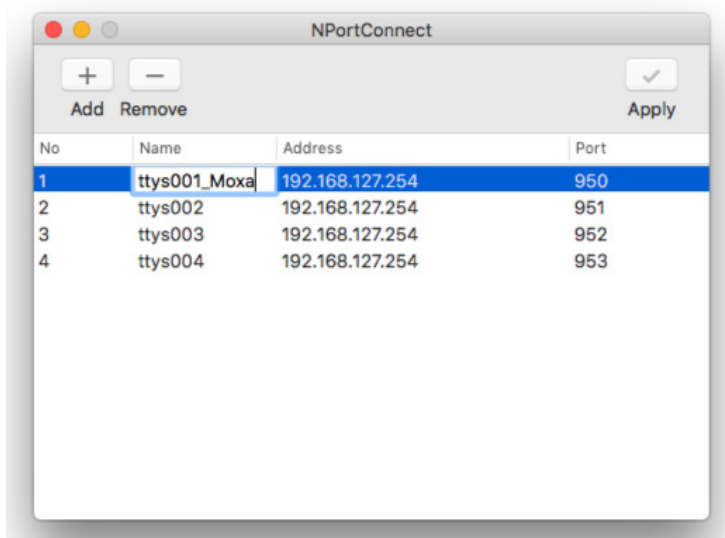 NPortConnect
Add Remove Apply
No Name Address Port
1 ttys001_Moxa 192.168.127.254 950
2 ttys002 192.168.127.254 951
3 ttys003 192.168.127.254 952
4 ttys004 192.168.127.254 953